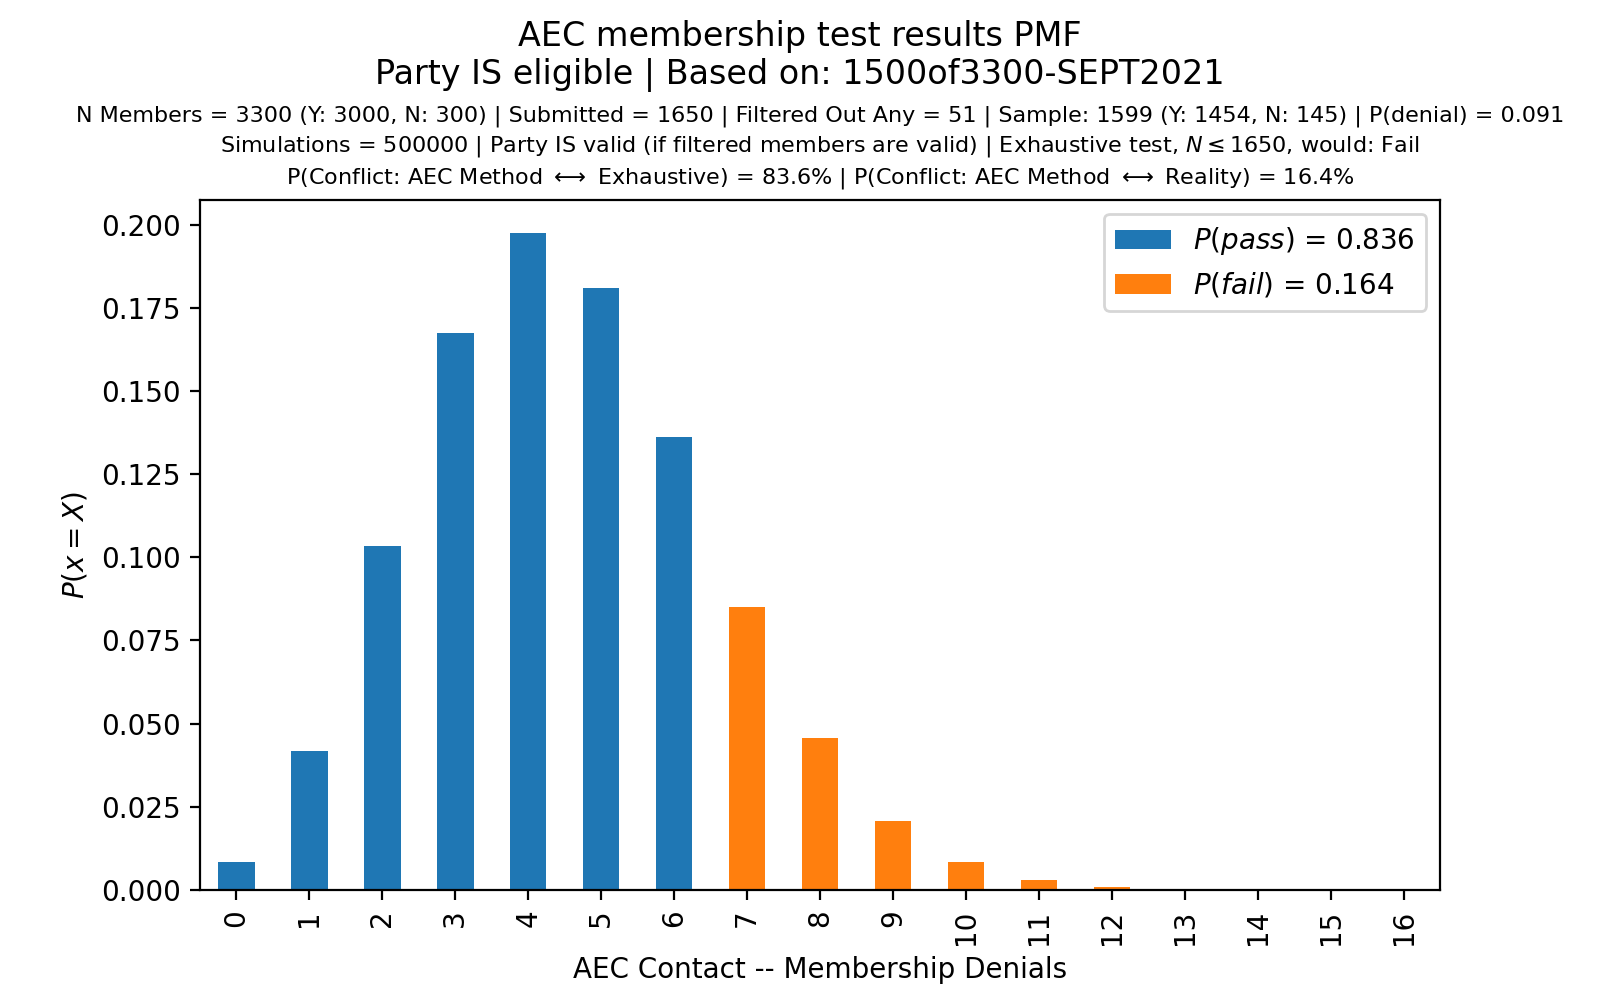 AEC membership test results PMF
Party IS eligible | Based on: 1500of3300-SEPT2021
N Members = 3300 (Y: 3000, N: 300) | Submitted = 1650 | Filtered Out Any = 51 | Sample: 1599 (Y: 1454, N: 145) | P(denial) = 0.091
Simulations = 500000 | Party IS valid (if filtered members are valid) | Exhaustive test, N ≤ 1650, would: Fail
P(Conflict: AEC Method ⟷ Exhaustive) = 83.6% | P(Conflict: AEC Method ⟷ Reality) = 16.4%
P(pass) = 0.836
P(fail) = 0.164
0.200
0.175
0.150
0.125
0.100
0.075
0.050
0.025
0.000
P(x = X)
0 1 2 3 4 5 6 7 8 9 10 11 12 13 14 15 16
AEC Contact -- Membership Denials